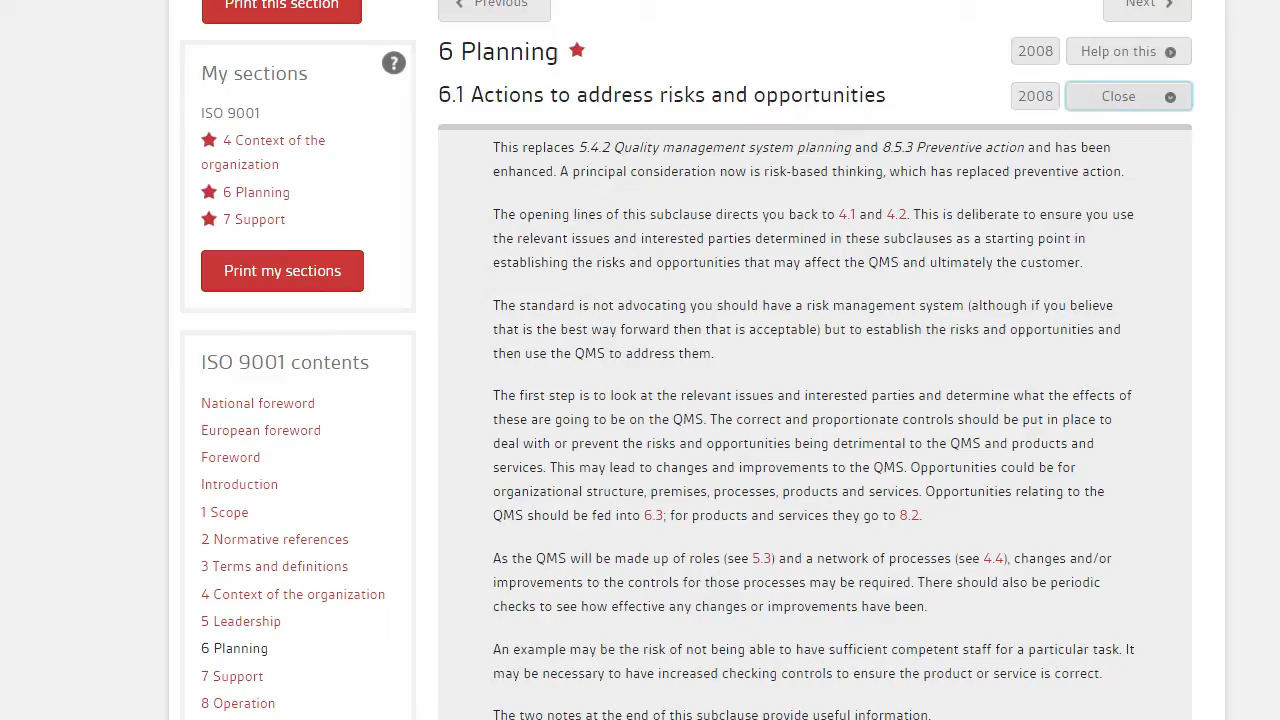 Print this section
My sections
?
ISO 9001
4 Context of the
organization
6 Planning
7 Support
Print my sections
ISO 9001 contents
National foreword
European foreword
Foreword
Introduction
1 Scope
2 Normative references
3 Terms and definitions
4 Context of the organization
5 Leadership
6 Planning
7 Support
8 Operation
Previous
Next
6 Planning
2008
Help on this
6.1 Actions to address risks and opportunities
2008
Close
This replaces 5.4.2 Quality management system planning and 8.5.3 Preventive action and has been
enhanced. A principal consideration now is risk-based thinking, which has replaced preventive action.
The opening lines of this subclause directs you back to 4.1 and 4.2. This is deliberate to ensure you use
the relevant issues and interested parties determined in these subclauses as a starting point in
establishing the risks and opportunities that may affect the QMS and ultimately the customer.
The standard is not advocating you should have a risk management system (although if you believe
that is the best way forward then that is acceptable) but to establish the risks and opportunities and
then use the QMS to address them.
The first step is to look at the relevant issues and interested parties and determine what the effects of
these are going to be on the QMS. The correct and proportionate controls should be put in place to
deal with or prevent the risks and opportunities being detrimental to the QMS and products and
services. This may lead to changes and improvements to the QMS. Opportunities could be for
organizational structure, premises, processes, products and services. Opportunities relating to the
QMS should be fed into 6.3; for products and services they go to 8.2.
As the QMS will be made up of roles (see 5.3) and a network of processes (see 4.4), changes and/or
improvements to the controls for those processes may be required. There should also be periodic
checks to see how effective any changes or improvements have been.
An example may be the risk of not being able to have sufficient competent staff for a particular task. It
may be necessary to have increased checking controls to ensure the product or service is correct.
The two notes at the end of this subclause provide useful information.